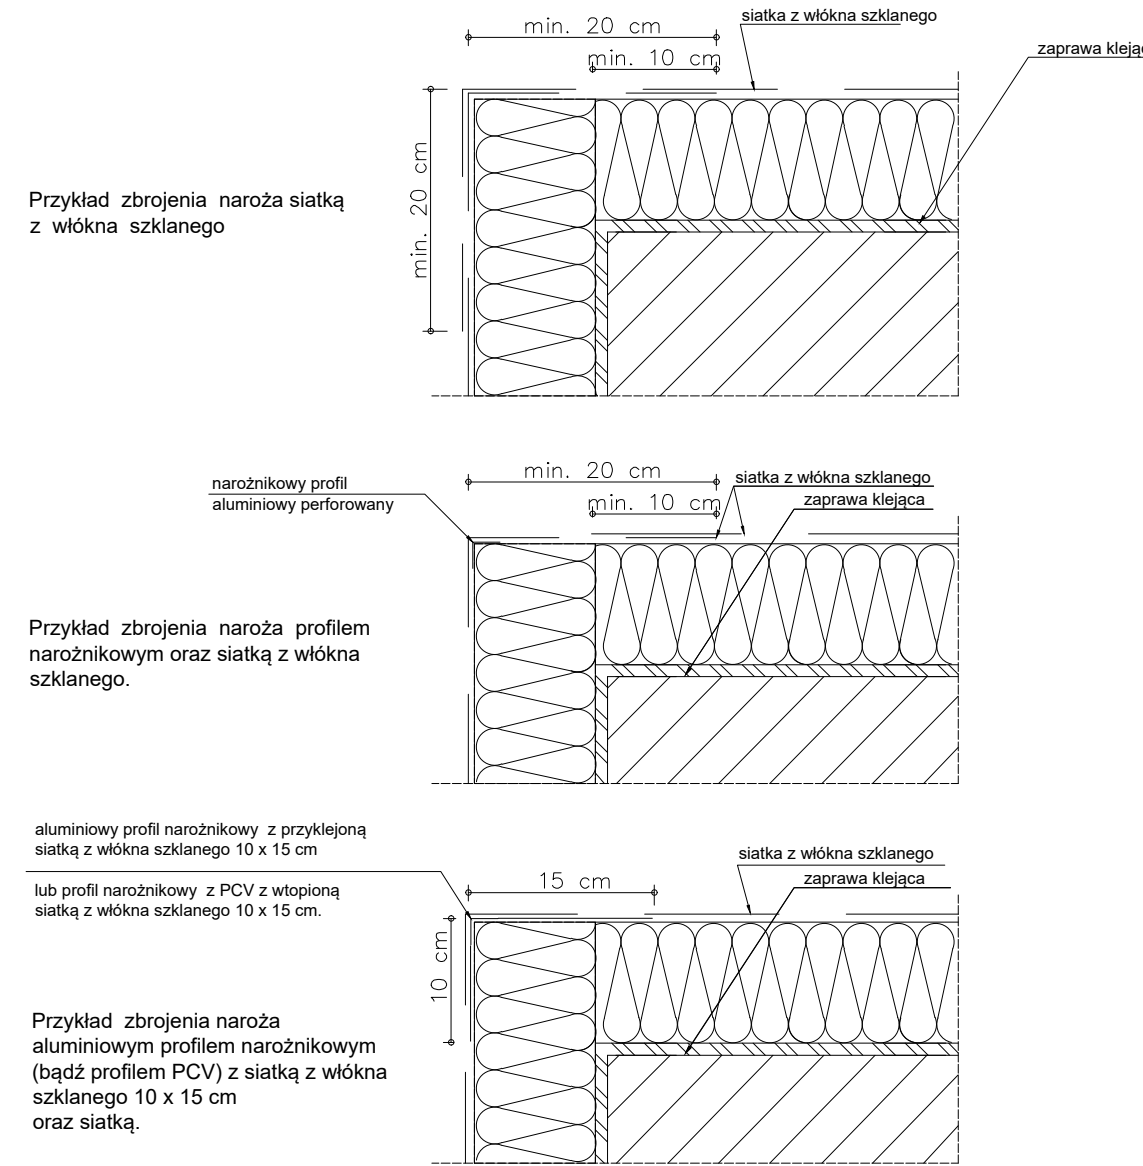 min. 20 cm
siatka z włókna szklanego
min. 10 cm
min. 20 cm
Przykład zbrojenia naroża siatką
z włókna szklanego
min. 20 cm
siatka z włókna szklanego
narożnikowy profil
aluminiowy perforowany
min. 10 cm
zaprawa klejąca
Przykład zbrojenia naroża profilem
narożnikowym oraz siatką z włókna
szklanego.
aluminiowy profil narożnikowy z przyklejoną
siatką z włókna szklanego 10 x 15 cm
lub profil narożnikowy z PCV z wtopioną
siatką z włókna szklanego 10 x 15 cm.
15 cm
siatka z włókna szklanego
zaprawa klejąca
10 cm
Przykład zbrojenia naroża
aluminiowym profilem narożnikowym
(bądź profilem PCV) z siatką z włókna
szklanego 10 x 15 cm
oraz siatką.
zaprawa